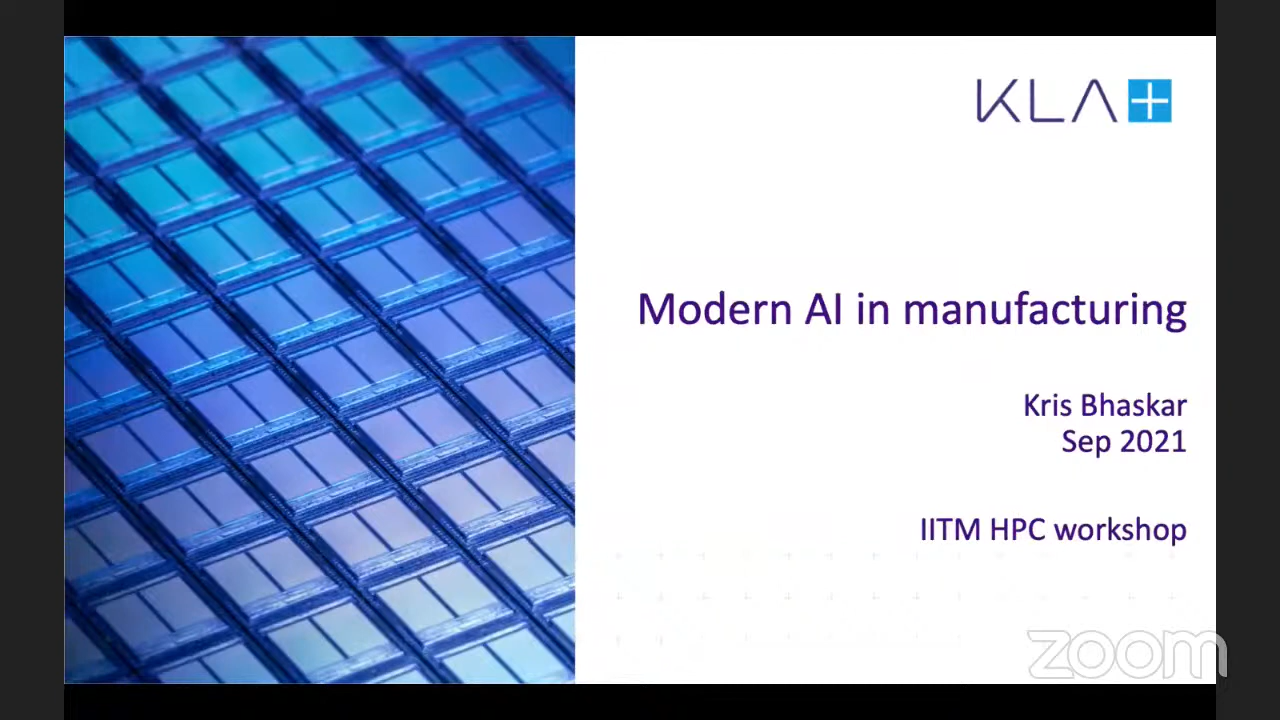 KLA+
Modern AI in manufacturing
Kris Bhaskar
Sep 2021
IITM HPC workshop
zoom